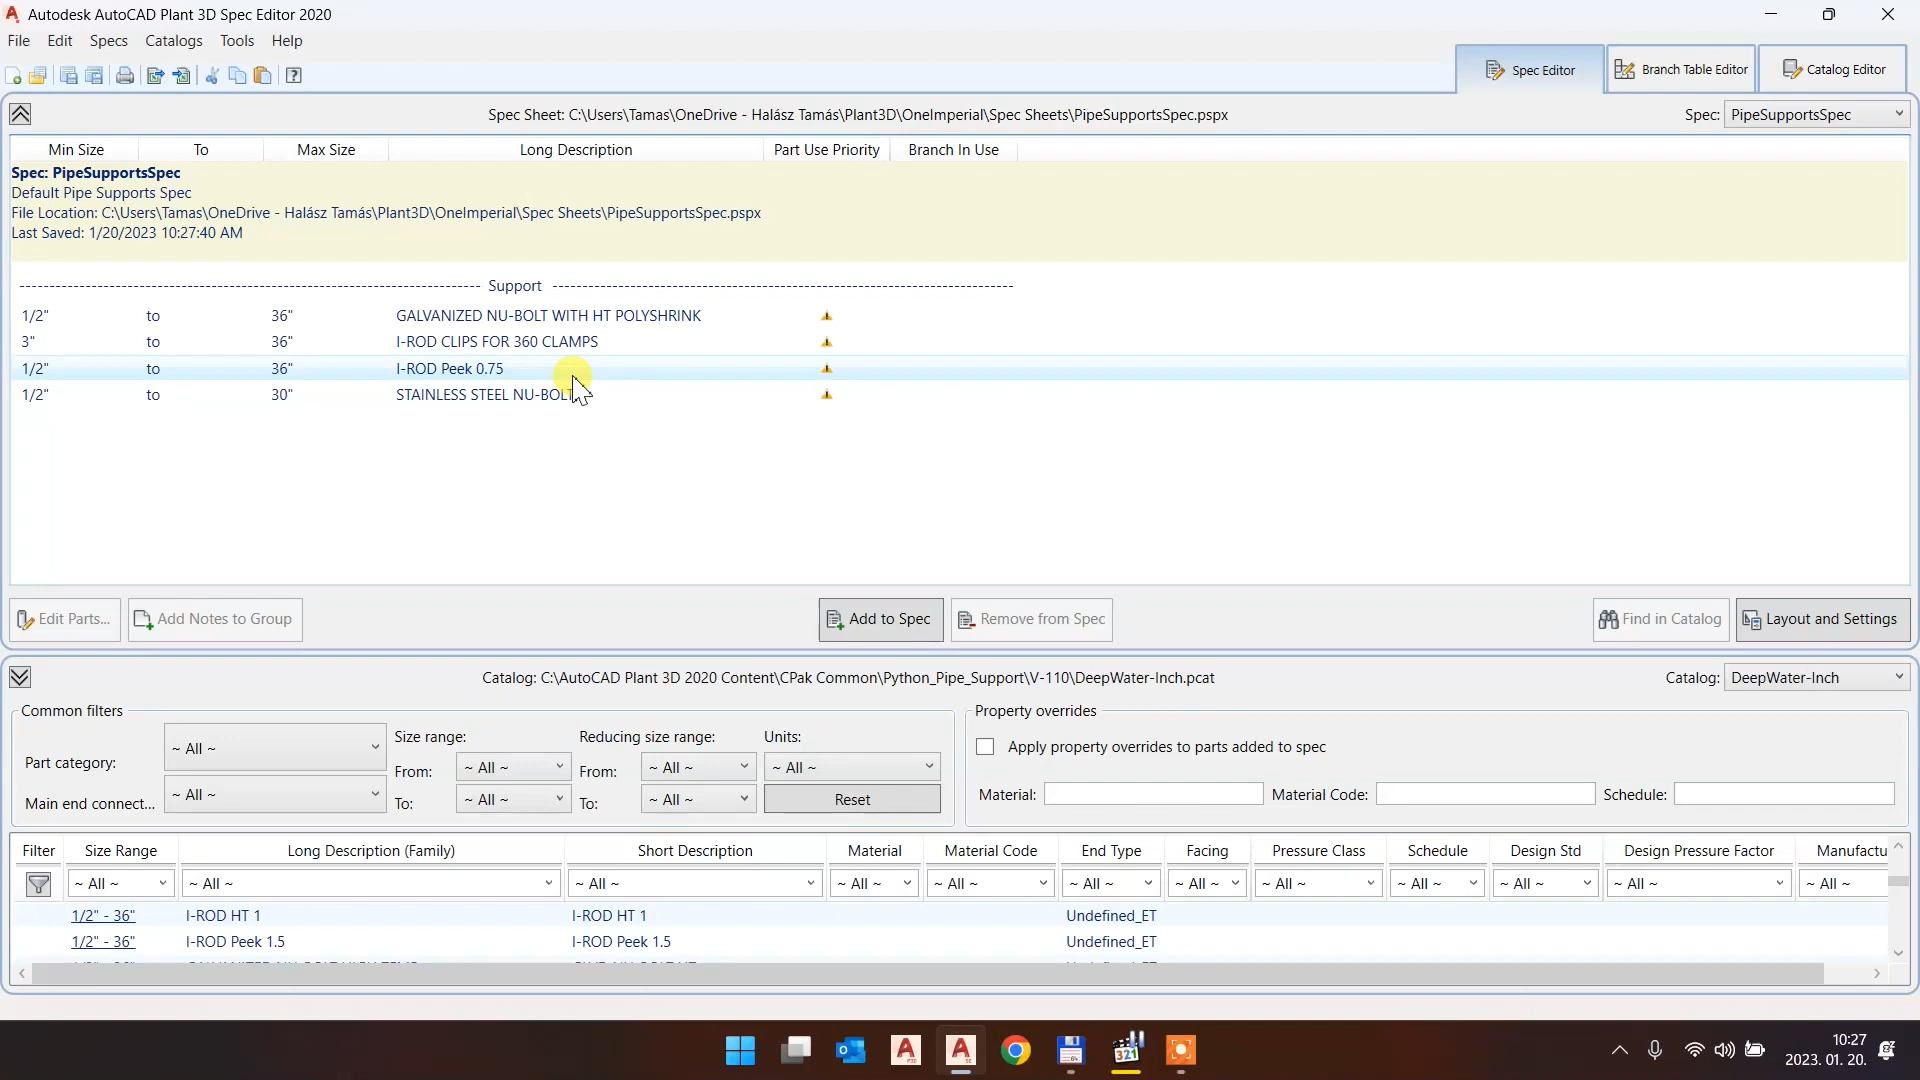 Autodesk AutoCAD Plant 3D Spec Editor 2020
File Edit Specs Catalogs Tools Help
Spec Editor Branch Table Editor Catalog Editor
Spec Sheet: C:\Users\Tamas\OneDrive - Halász Tamás\Plant3D\OneImperial\Spec Sheets\PipeSupportsSpec.pspx Spec: PipeSupportsSpec
Min Size To Max Size Long Description Part Use Priority Branch In Use
Spec: PipeSupportsSpec
Default Pipe Supports Spec
File Location: C:\Users\Tamas\OneDrive - Halász Tamás\Plant3D\OneImperial\Spec Sheets\PipeSupportsSpec.pspx
Last Saved: 1/20/2023 10:27:40 AM
Support
1/2" to 36" GALVANIZED NU-BOLT WITH HT POLYSHRINK
3" to 36" I-ROD CLIPS FOR 360 CLAMPS
1/2" to 36" I-ROD Peek 0.75
1/2" to 30" STAINLESS STEEL NU-BOLT
Edit Parts... Add Notes to Group Add to Spec Remove from Spec Find in Catalog Layout and Settings
Catalog: C:\AutoCAD Plant 3D 2020 Content\CPak Common\Python_Pipe_Support\V-110\DeepWater-Inch.pcat Catalog: DeepWater-Inch
Common filters Property overrides
Part category: ~ All ~ Size range: Reducing size range: Units: Apply property overrides to parts added to spec
From: ~ All ~ From: ~ All ~ ~ All ~
Main end connect... ~ All ~ To: ~ All ~ To: ~ All ~ Reset Material: Material Code: Schedule:
Filter Size Range Long Description (Family) Short Description Material Material Code End Type Facing Pressure Class Schedule Design Std Design Pressure Factor Manufactu
~ All ~ ~ All ~ ~ All ~ ~ All ~ ~ All ~ ~ All ~ ~ All ~ ~ All ~ ~ All ~ ~ All ~ ~ All ~ ~ All ~
1/2" - 36" I-ROD HT 1 I-ROD HT 1 Undefined_ET
1/2" - 36" I-ROD Peek 1.5 I-ROD Peek 1.5 Undefined_ET
10:27
2023. 01. 20.